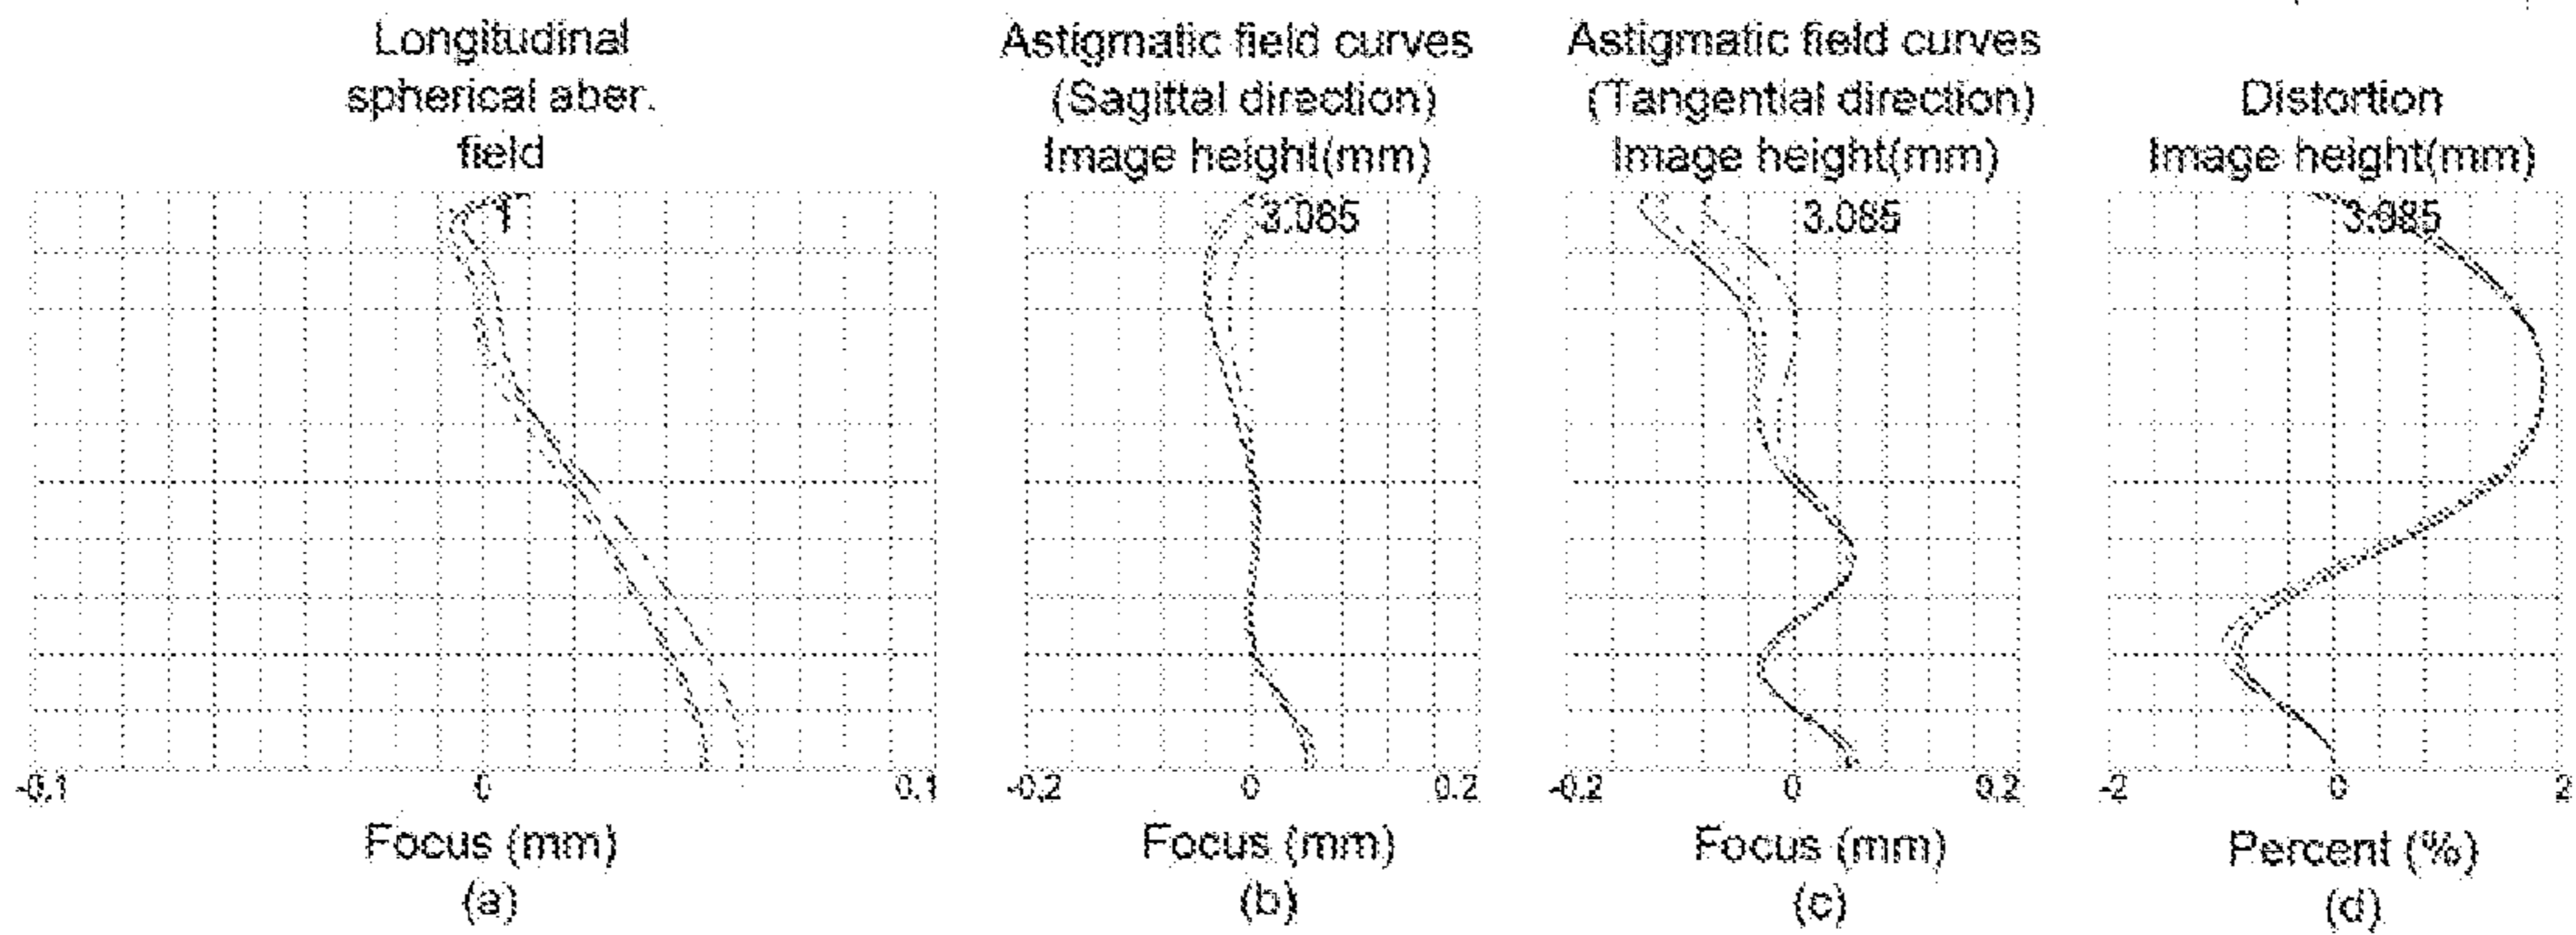 Longitudinal
spherical aber.
field
1
-0.1 0 0.1
Focus (mm)
(a)
Astigmatic field curves
(Sagittal direction)
Image height(mm)
3.085
-0.2 0 0.2
Focus (mm)
(b)
Astigmatic field curves
(Tangential direction)
Image height(mm)
3.085
-0.2 0 0.2
Focus (mm)
(c)
Distortion
Image height(mm)
3.085
-2 0 2
Percent (%)
(d)